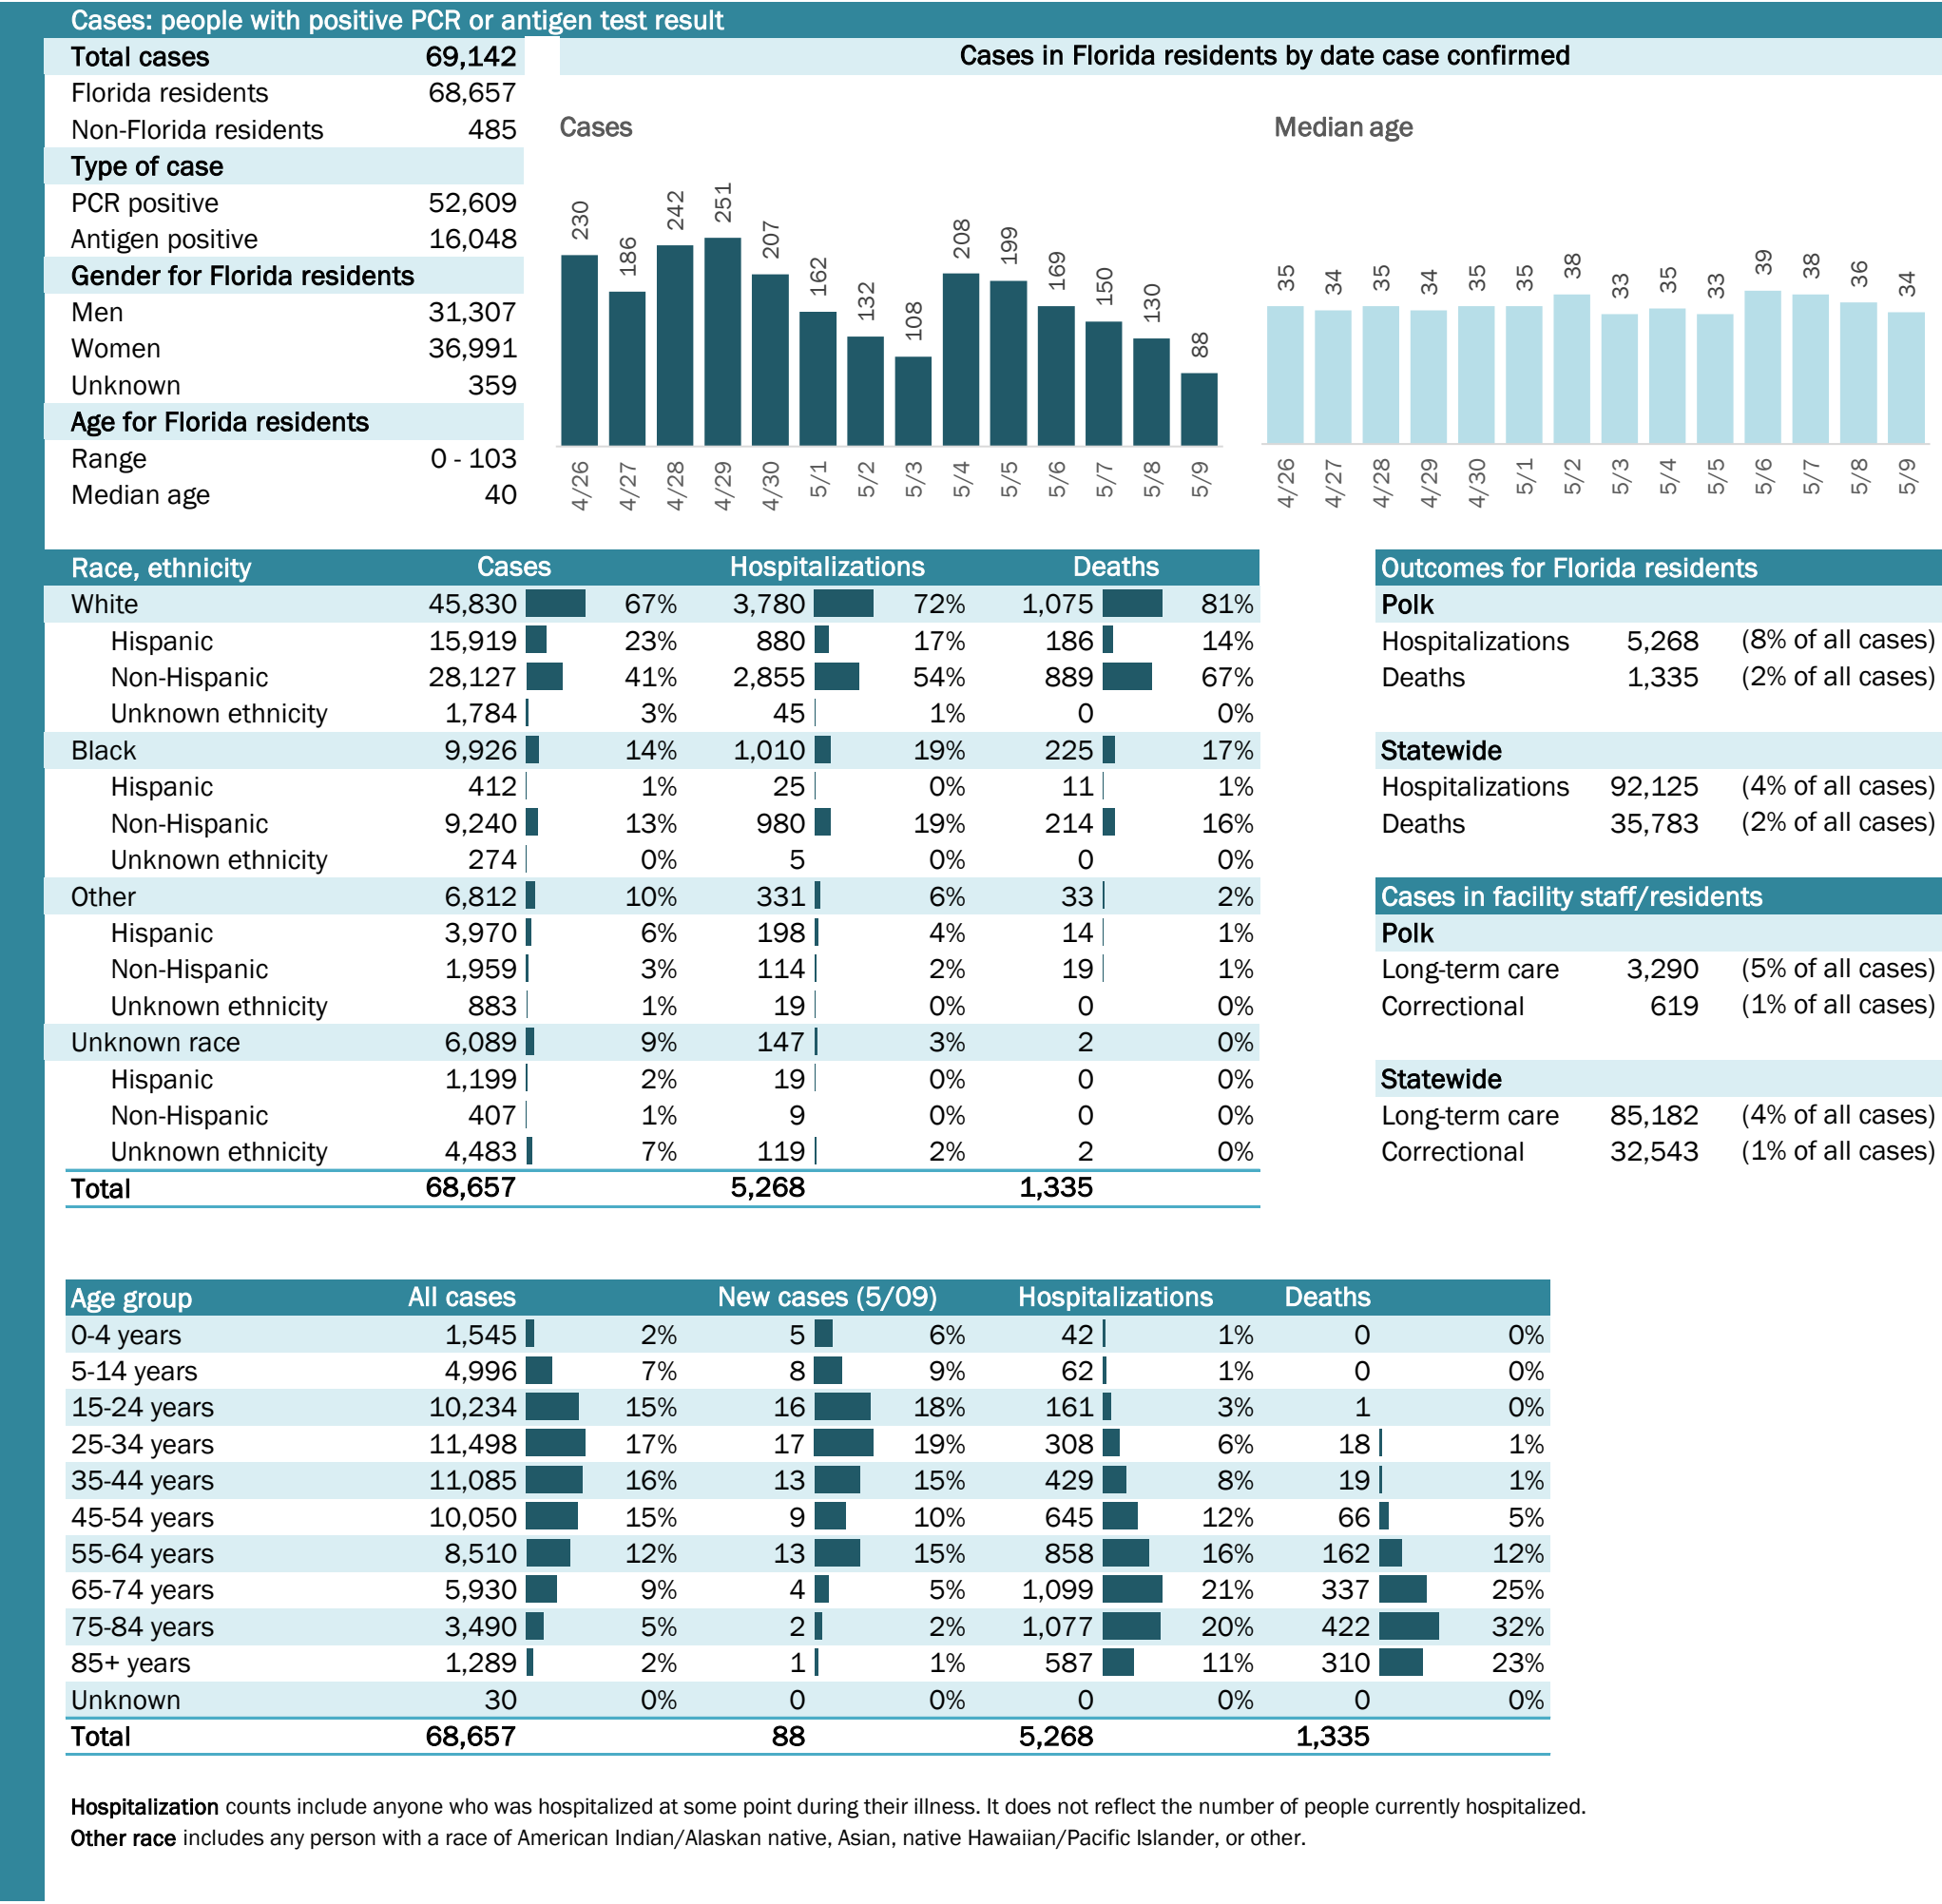 Cases: people with positive PCR or antigen test result
Total cases 69,142
Florida residents 68,657
Non-Florida residents 485
Type of case
PCR positive 52,609
Antigen positive 16,048
Gender for Florida residents
Men 31,307
Women 36,991
Unknown 359
Age for Florida residents
Range 0 - 103
Median age 40
Cases in Florida residents by date case confirmed
Cases
230 186 242 251 207 162 132 108 208 199 169 150 130 88
4/26 4/27 4/28 4/29 4/30 5/1 5/2 5/3 5/4 5/5 5/6 5/7 5/8 5/9
Median age
35 34 35 34 35 35 38 33 35 33 39 38 36 34
4/26 4/27 4/28 4/29 4/30 5/1 5/2 5/3 5/4 5/5 5/6 5/7 5/8 5/9
Race, ethnicity Cases Hospitalizations Deaths
White 45,830 67% 3,780 72% 1,075 81%
Hispanic 15,919 23% 880 17% 186 14%
Non-Hispanic 28,127 41% 2,855 54% 889 67%
Unknown ethnicity 1,784 3% 45 1% 0 0%
Black 9,926 14% 1,010 19% 225 17%
Hispanic 412 1% 25 0% 11 1%
Non-Hispanic 9,240 13% 980 19% 214 16%
Unknown ethnicity 274 0% 5 0% 0 0%
Other 6,812 10% 331 6% 33 2%
Hispanic 3,970 6% 198 4% 14 1%
Non-Hispanic 1,959 3% 114 2% 19 1%
Unknown ethnicity 883 1% 19 0% 0 0%
Unknown race 6,089 9% 147 3% 2 0%
Hispanic 1,199 2% 19 0% 0 0%
Non-Hispanic 407 1% 9 0% 0 0%
Unknown ethnicity 4,483 7% 119 2% 2 0%
Total 68,657 5,268 1,335
Outcomes for Florida residents
Polk
Hospitalizations 5,268 (8% of all cases)
Deaths 1,335 (2% of all cases)
Statewide
Hospitalizations 92,125 (4% of all cases)
Deaths 35,783 (2% of all cases)
Cases in facility staff/residents
Polk
Long-term care 3,290 (5% of all cases)
Correctional 619 (1% of all cases)
Statewide
Long-term care 85,182 (4% of all cases)
Correctional 32,543 (1% of all cases)
Age group All cases New cases (5/09) Hospitalizations Deaths
0-4 years 1,545 2% 5 6% 42 1% 0 0%
5-14 years 4,996 7% 8 9% 62 1% 0 0%
15-24 years 10,234 15% 16 18% 161 3% 1 0%
25-34 years 11,498 17% 17 19% 308 6% 18 1%
35-44 years 11,085 16% 13 15% 429 8% 19 1%
45-54 years 10,050 15% 9 10% 645 12% 66 5%
55-64 years 8,510 12% 13 15% 858 16% 162 12%
65-74 years 5,930 9% 4 5% 1,099 21% 337 25%
75-84 years 3,490 5% 2 2% 1,077 20% 422 32%
85+ years 1,289 2% 1 1% 587 11% 310 23%
Unknown 30 0% 0 0% 0 0% 0 0%
Total 68,657 88 5,268 1,335
Hospitalization counts include anyone who was hospitalized at some point during their illness. It does not reflect the number of people currently hospitalized.
Other race includes any person with a race of American Indian/Alaskan native, Asian, native Hawaiian/Pacific Islander, or other.